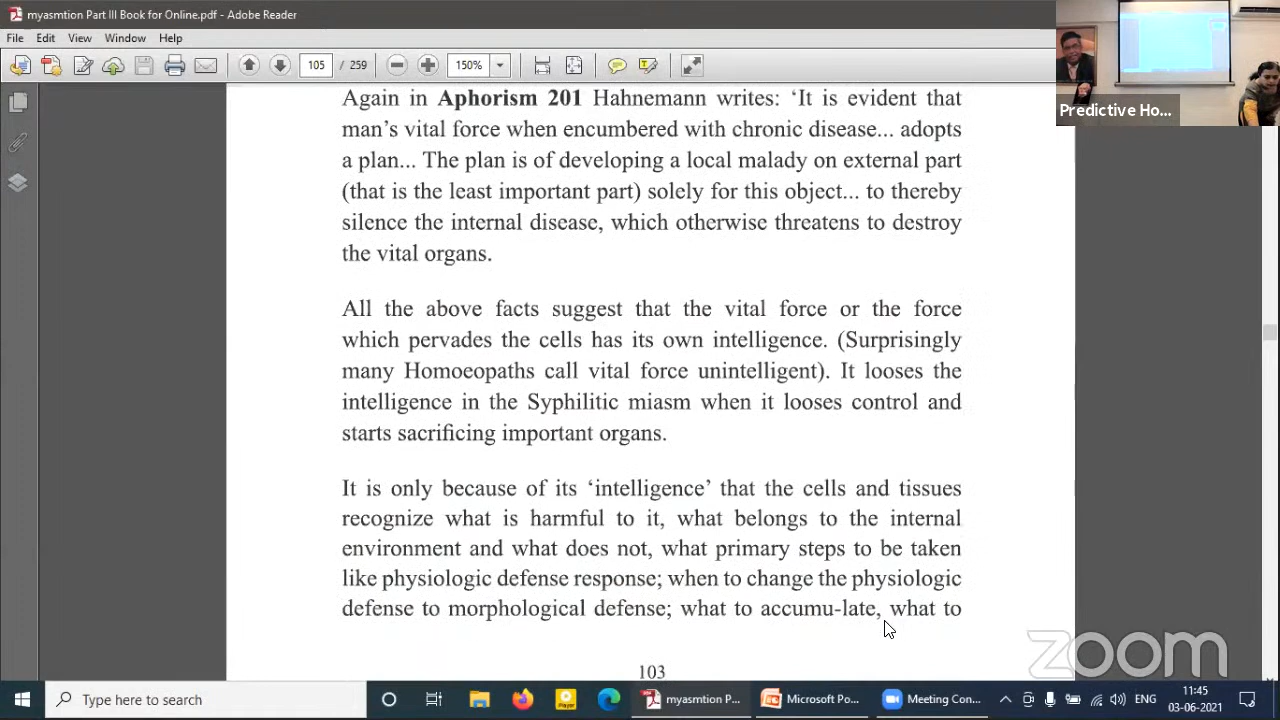 myasmtion Part III Book for Online.pdf - Adobe Reader
File Edit View Window Help
105 / 259 150%
Predictive Ho...
Again in Aphorism 201 Hahnemann writes: ‘It is evident that
man’s vital force when encumbered with chronic disease... adopts
a plan... The plan is of developing a local malady on external part
(that is the least important part) solely for this object... to thereby
silence the internal disease, which otherwise threatens to destroy
the vital organs.
All the above facts suggest that the vital force or the force
which pervades the cells has its own intelligence. (Surprisingly
many Homoeopaths call vital force unintelligent). It looses the
intelligence in the Syphilitic miasm when it looses control and
starts sacrificing important organs.
It is only because of its ‘intelligence’ that the cells and tissues
recognize what is harmful to it, what belongs to the internal
environment and what does not, what primary steps to be taken
like physiologic defense response; when to change the physiologic
defense to morphological defense; what to accumu-late, what to
103
zoom
Type here to search
myasmtion P...
Microsoft Po...
Meeting Con...
ENG
11:45
03-06-2021